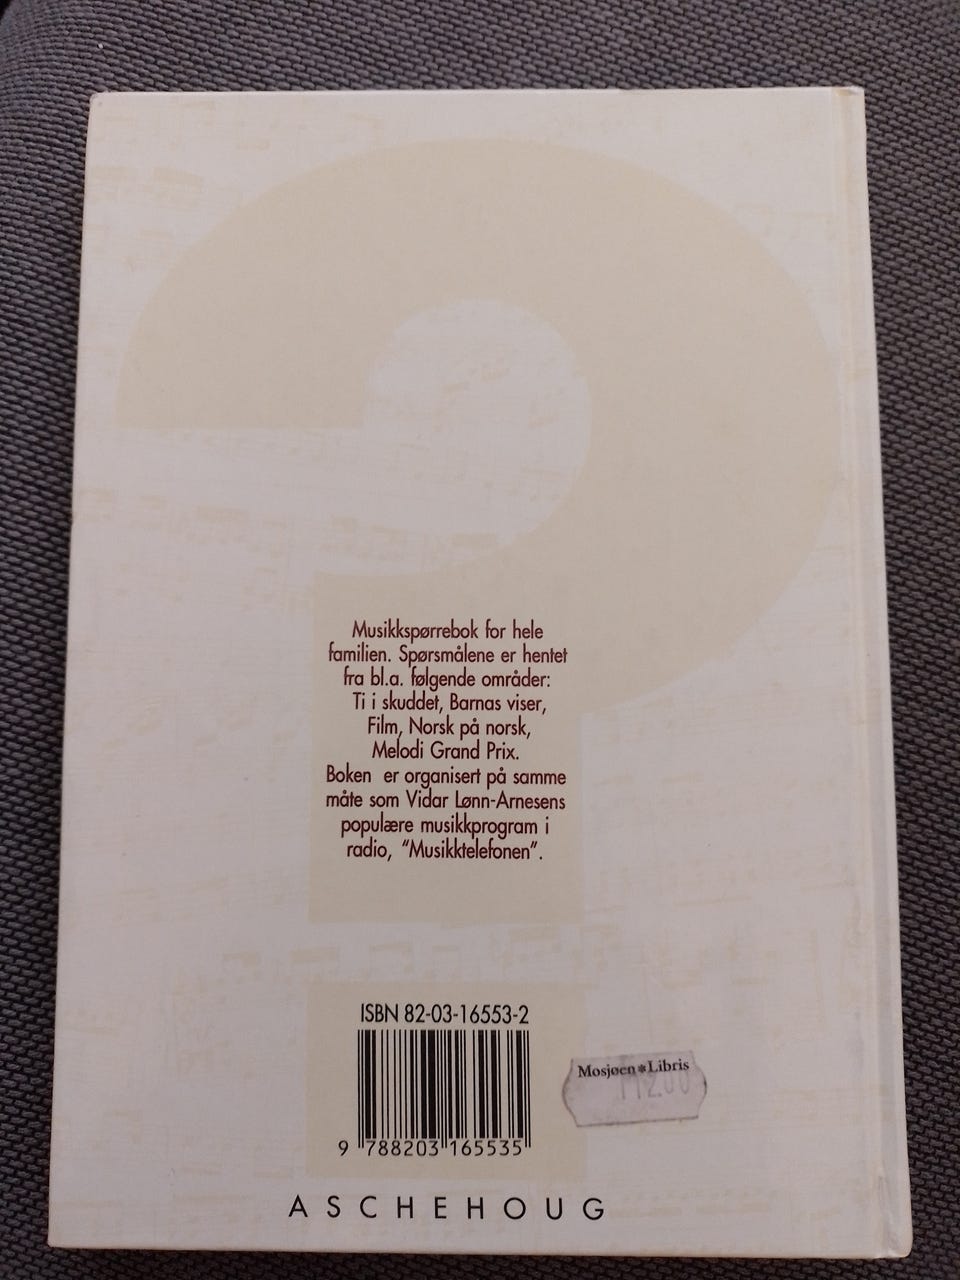 Musikkspørrebok for hele
familien. Spørsmålene er hentet
fra bl.a. følgende områder:
Ti i skuddet, Barnas viser,
Film, Norsk på norsk,
Melodi Grand Prix.
Boken er organisert på samme
måte som Vidar Lønn-Arnesens
populære musikkprogram i
radio, "Musikktelefonen".
ISBN 82-03-16553-2
9 788203 165535
Mosjøen*Libris
ASCHEHOUG